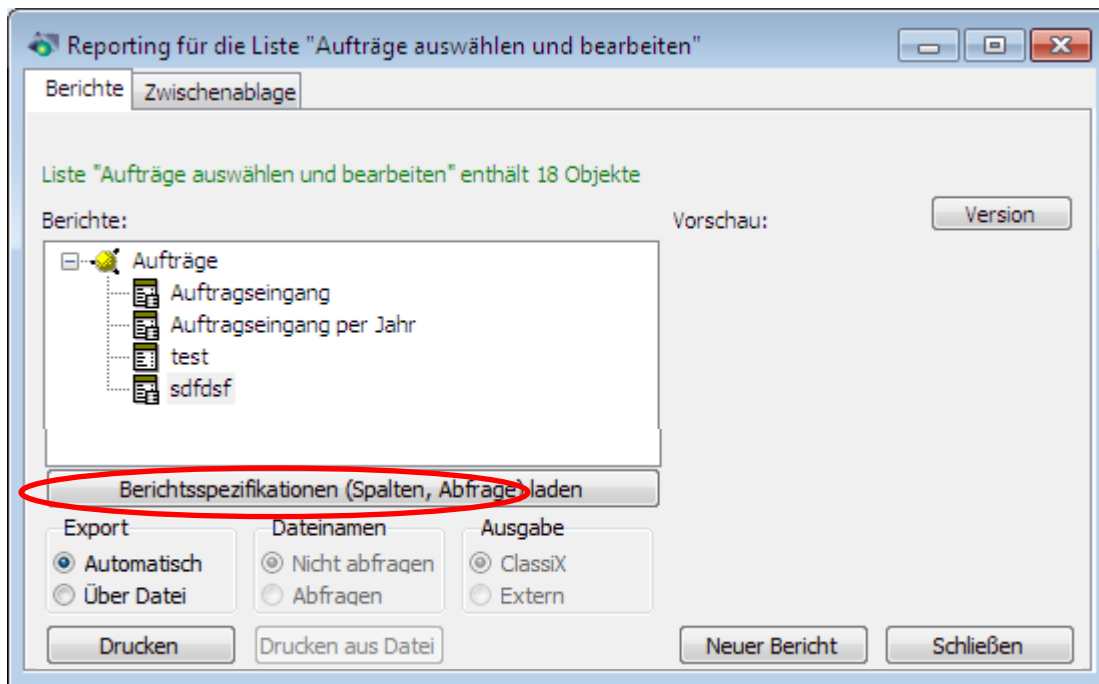 Reporting für die Liste "Aufträge auswählen und bearbeiten"
Berichte Zwischenablage
Liste "Aufträge auswählen und bearbeiten" enthält 18 Objekte
Berichte: Vorschau: Version
Aufträge
Auftragseingang
Auftragseingang per Jahr
test
sdfdsf
Berichtsspezifikationen (Spalten, Abfrage) laden
Export Dateinamen Ausgabe
Automatisch Nicht abfragen ClassiX
Über Datei Abfragen Extern
Drucken Drucken aus Datei Neuer Bericht Schließen